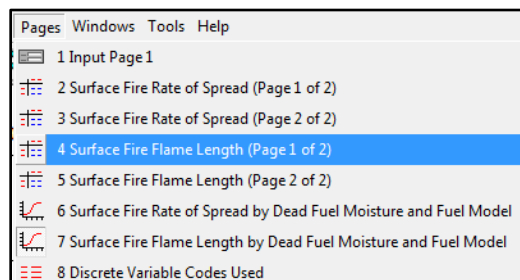 Pages Windows Tools Help
1 Input Page 1
2 Surface Fire Rate of Spread (Page 1 of 2)
3 Surface Fire Rate of Spread (Page 2 of 2)
4 Surface Fire Flame Length (Page 1 of 2)
5 Surface Fire Flame Length (Page 2 of 2)
6 Surface Fire Rate of Spread by Dead Fuel Moisture and Fuel Model
7 Surface Fire Flame Length by Dead Fuel Moisture and Fuel Model
8 Discrete Variable Codes Used